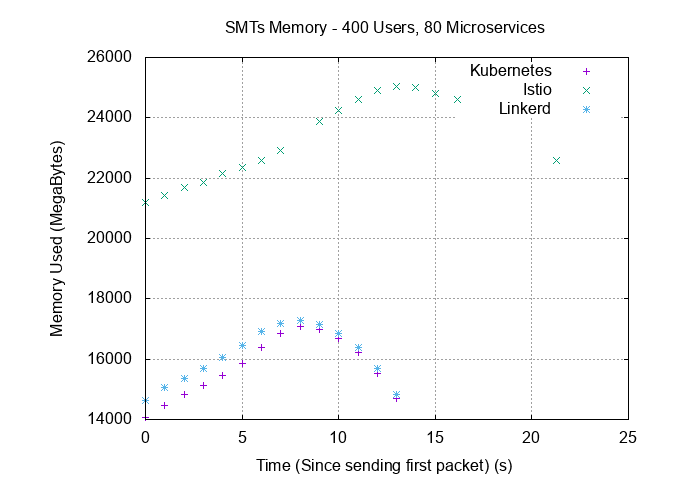 SMTs Memory - 400 Users, 80 Microservices
26000
24000
22000
20000
18000
16000
14000
Memory Used (MegaBytes)
Kubernetes
Istio
Linkerd
0 5 10 15 20 25
Time (Since sending first packet) (s)